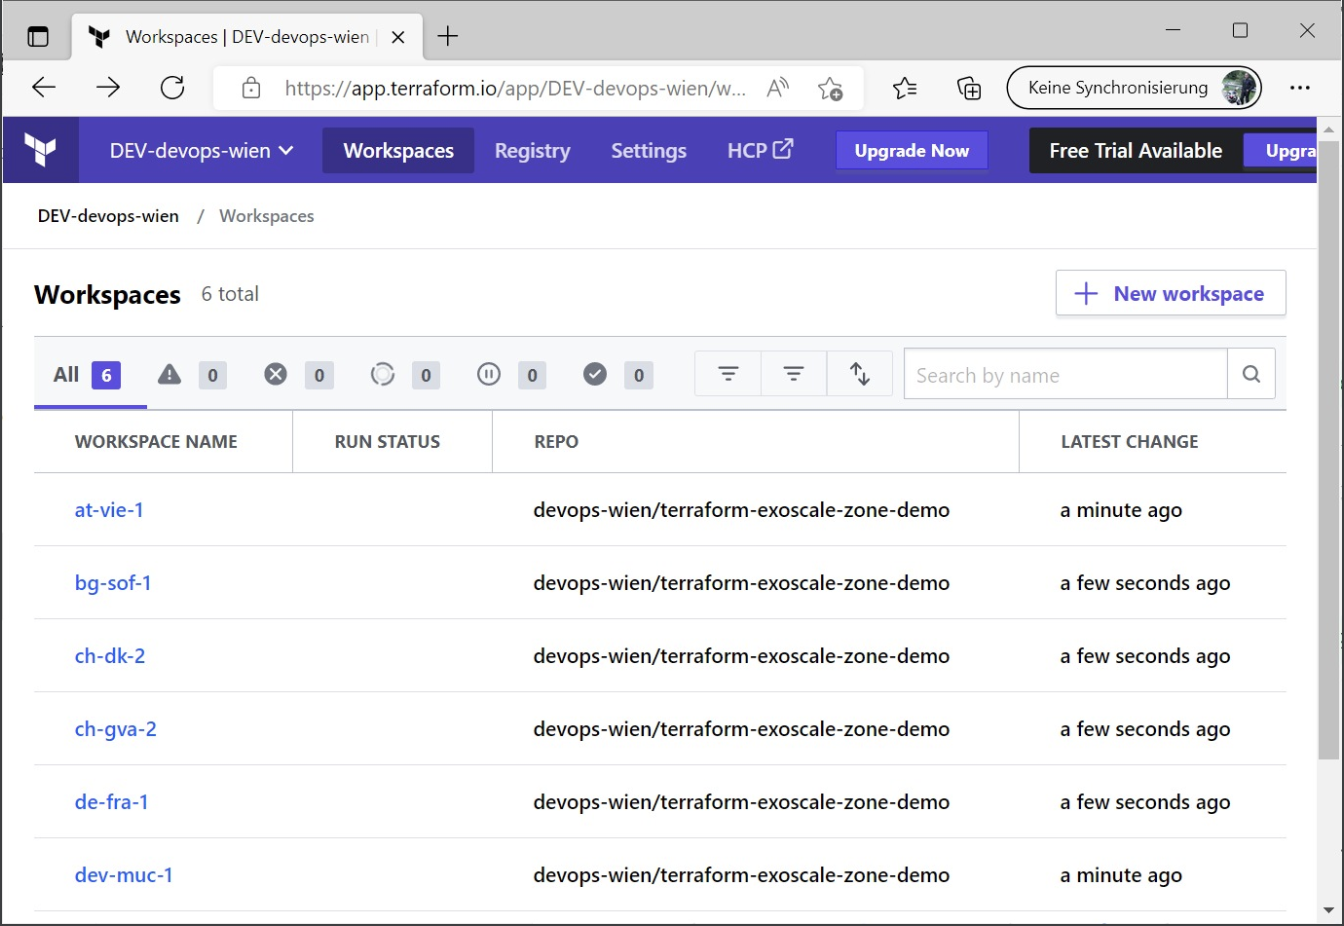 Workspaces | DEV-devops-wien |
https://app.terraform.io/app/DEV-devops-wien/w...
Keine Synchronisierung
DEV-devops-wien Workspaces Registry Settings HCP Upgrade Now Free Trial Available Upgra
DEV-devops-wien / Workspaces
Workspaces 6 total
+ New workspace
All 6 0 0 0 0 0 Search by name
WORKSPACE NAME RUN STATUS REPO LATEST CHANGE
at-vie-1 devops-wien/terraform-exoscale-zone-demo a minute ago
bg-sof-1 devops-wien/terraform-exoscale-zone-demo a few seconds ago
ch-dk-2 devops-wien/terraform-exoscale-zone-demo a few seconds ago
ch-gva-2 devops-wien/terraform-exoscale-zone-demo a few seconds ago
de-fra-1 devops-wien/terraform-exoscale-zone-demo a few seconds ago
dev-muc-1 devops-wien/terraform-exoscale-zone-demo a minute ago